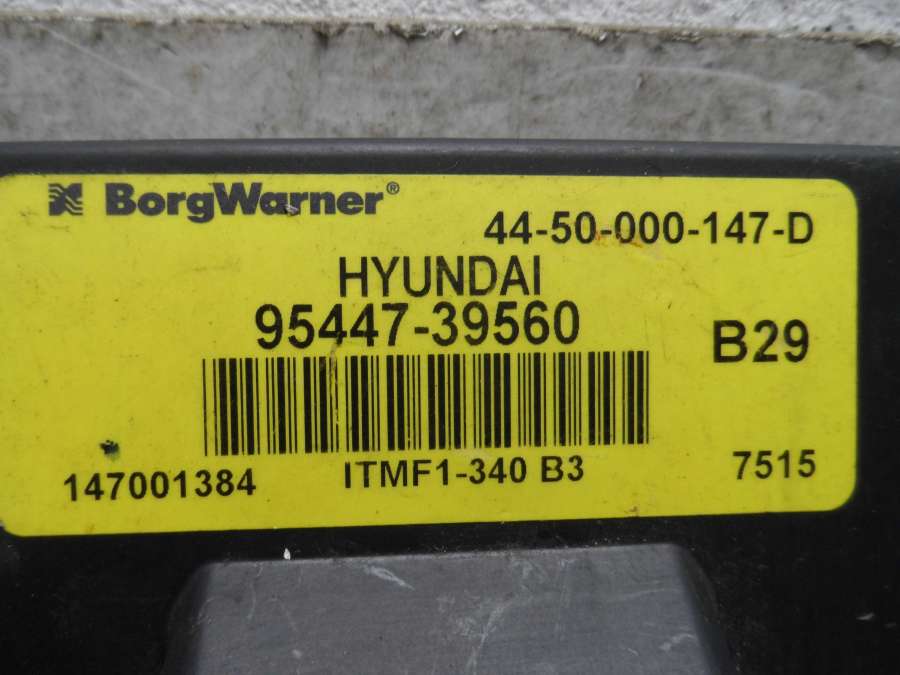 BorgWarner®
44-50-000-147-D
HYUNDAI
95447-39560
B29
147001384
ITMF1-340 B3
7515